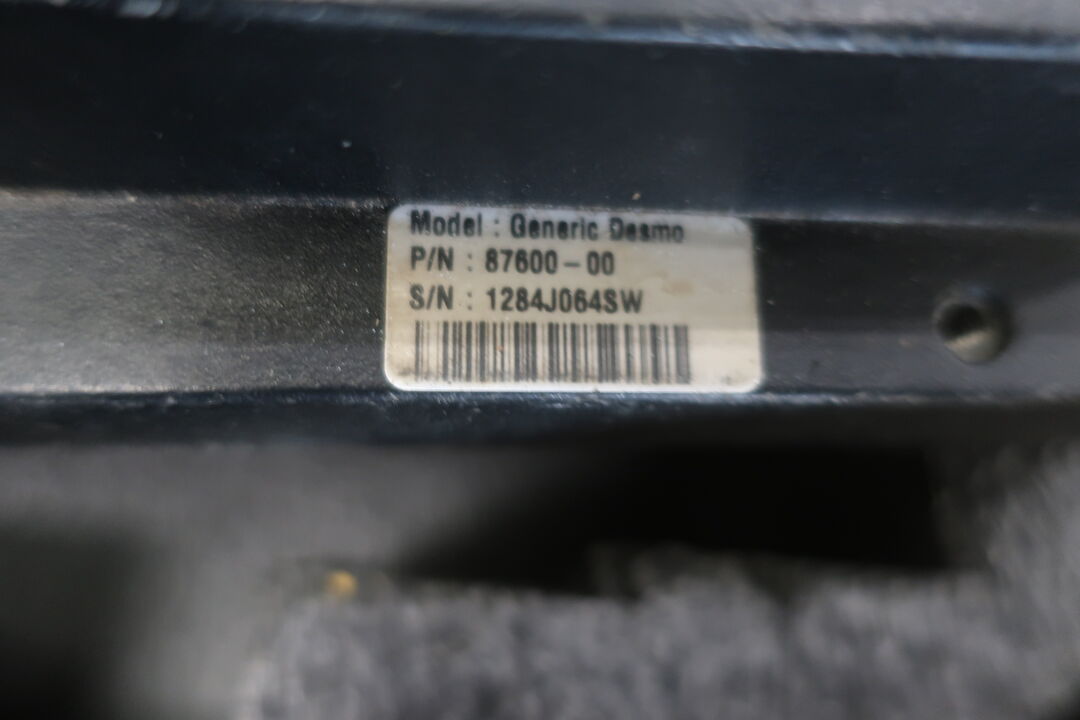 Model : Generic Desmo
P/N : 87600-00
S/N : 1284J064SW